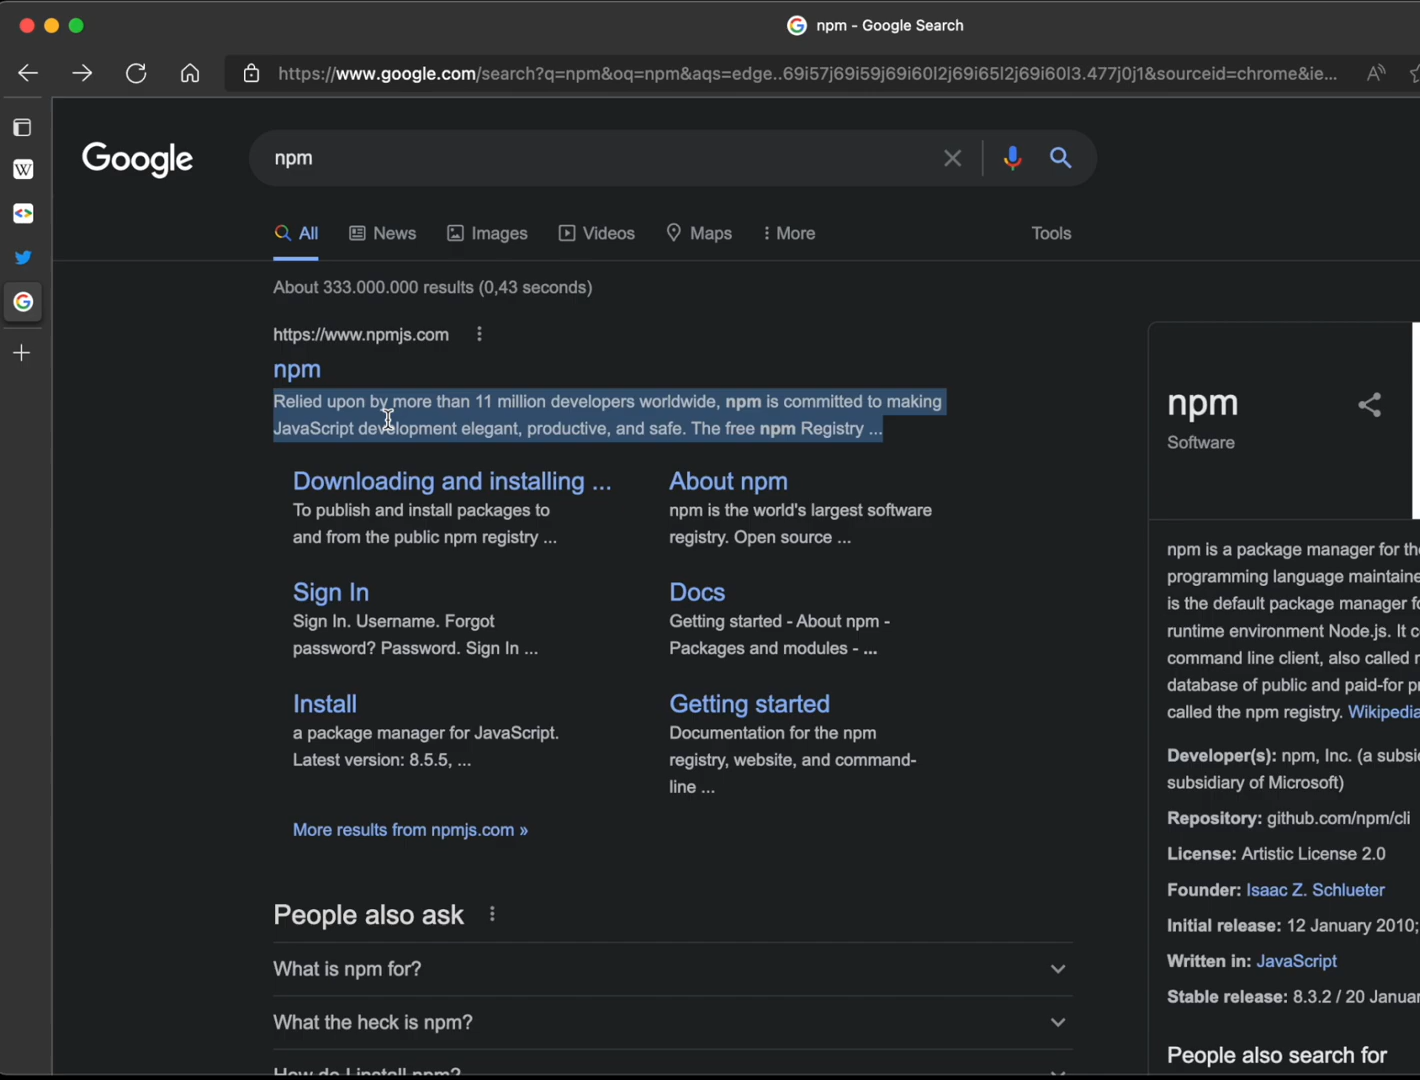 npm - Google Search
https://www.google.com/search?q=npm&oq=npm&aqs=edge..69i57j69i59j69i60l2j69i65l2j69i60l3.477j0j1&sourceid=chrome&ie...
Google
npm
All News Images Videos Maps More Tools
About 333.000.000 results (0,43 seconds)
https://www.npmjs.com
npm
Relied upon by more than 11 million developers worldwide, npm is committed to making
JavaScript development elegant, productive, and safe. The free npm Registry ...
Downloading and installing ...
To publish and install packages to
and from the public npm registry ...
About npm
npm is the world's largest software
registry. Open source ...
Sign In
Sign In. Username. Forgot
password? Password. Sign In ...
Docs
Getting started - About npm -
Packages and modules - ...
Install
a package manager for JavaScript.
Latest version: 8.5.5, ...
Getting started
Documentation for the npm
registry, website, and command-
line ...
More results from npmjs.com »
People also ask
What is npm for?
What the heck is npm?
How do I install npm?
npm
Software
npm is a package manager for the
programming language maintaine
is the default package manager fo
runtime environment Node.js. It c
command line client, also called
database of public and paid-for
called the npm registry. Wikipedia
Developer(s): npm, Inc. (a subsi
subsidiary of Microsoft)
Repository: github.com/npm/cli
License: Artistic License 2.0
Founder: Isaac Z. Schlueter
Initial release: 12 January 2010;
Written in: JavaScript
Stable release: 8.3.2 / 20 Januar
People also search for